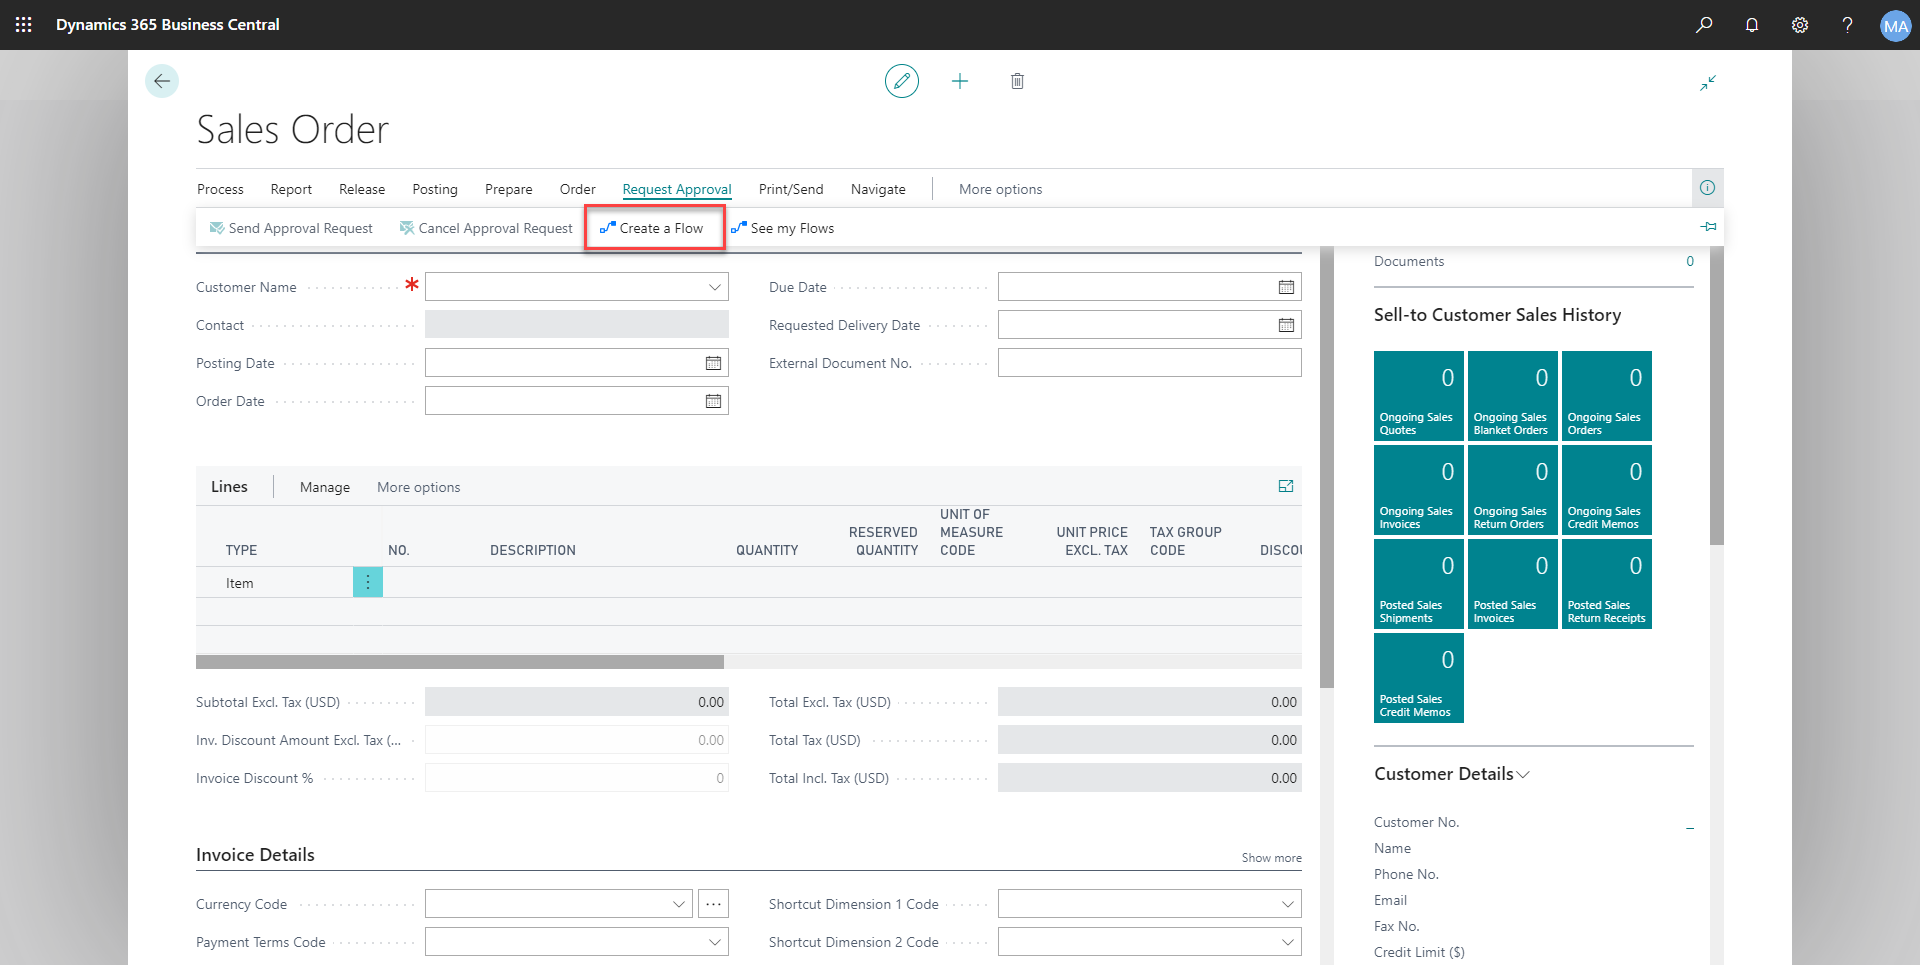 Dynamics 365 Business Central
MA
Sales Order
Process Report Release Posting Prepare Order Request Approval Print/Send Navigate More options
Send Approval Request Cancel Approval Request Create a Flow See my Flows
Customer Name * Due Date
Contact Requested Delivery Date
Posting Date External Document No.
Order Date
Lines Manage More options
TYPE NO. DESCRIPTION QUANTITY RESERVED QUANTITY UNIT OF MEASURE CODE UNIT PRICE EXCL. TAX TAX GROUP CODE DISCOU
Item
Subtotal Excl. Tax (USD) 0.00 Total Excl. Tax (USD) 0.00
Inv. Discount Amount Excl. Tax (... 0.00 Total Tax (USD) 0.00
Invoice Discount % 0 Total Incl. Tax (USD) 0.00
Invoice Details Show more
Currency Code ... Shortcut Dimension 1 Code
Payment Terms Code Shortcut Dimension 2 Code
Documents 0
Sell-to Customer Sales History
0 Ongoing Sales Quotes
0 Ongoing Sales Blanket Orders
0 Ongoing Sales Orders
0 Ongoing Sales Invoices
0 Ongoing Sales Return Orders
0 Ongoing Sales Credit Memos
0 Posted Sales Shipments
0 Posted Sales Invoices
0 Posted Sales Return Receipts
0 Posted Sales Credit Memos
Customer Details
Customer No. _
Name
Phone No.
Email
Fax No.
Credit Limit ($)